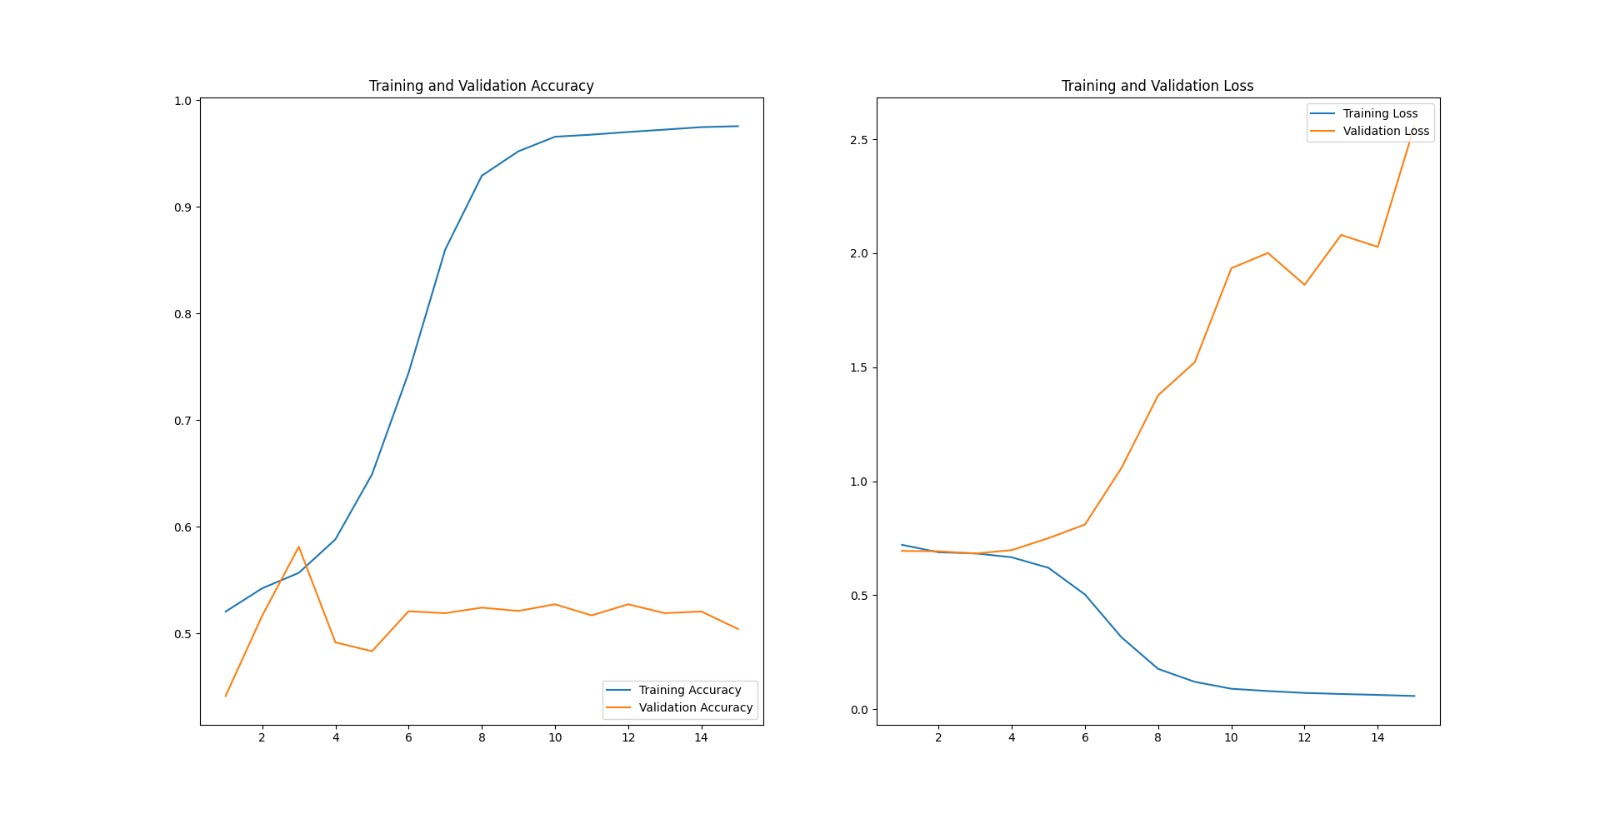 Training and Validation Accuracy
1.0
0.9
0.8
0.7
0.6
0.5
2 4 6 8 10 12 14
Training Accuracy
Validation Accuracy
Training and Validation Loss
2.5
2.0
1.5
1.0
0.5
0.0
2 4 6 8 10 12 14
Training Loss
Validation Loss